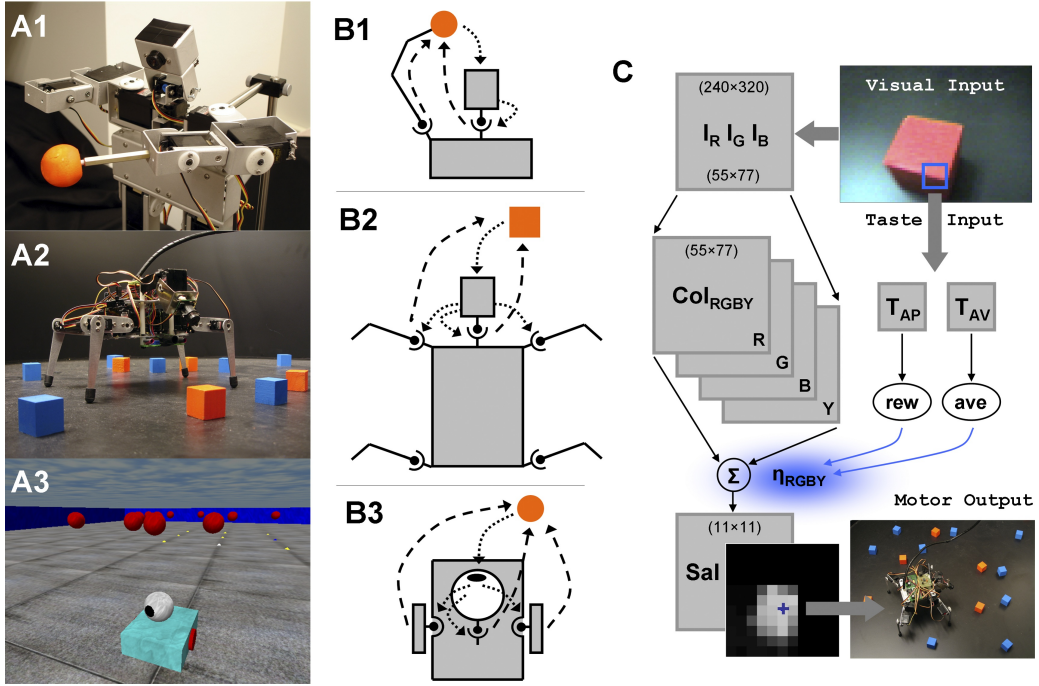 A1
A2
A3
B1
B2
B3
C
(240×320)
I_R I_G I_B
(55×77)
Visual Input
Taste Input
(55×77)
Col_RGBY
R
G
B
Y
T_AP
T_AV
rew
ave
Σ
η_RGBY
Motor Output
(11×11)
Sal